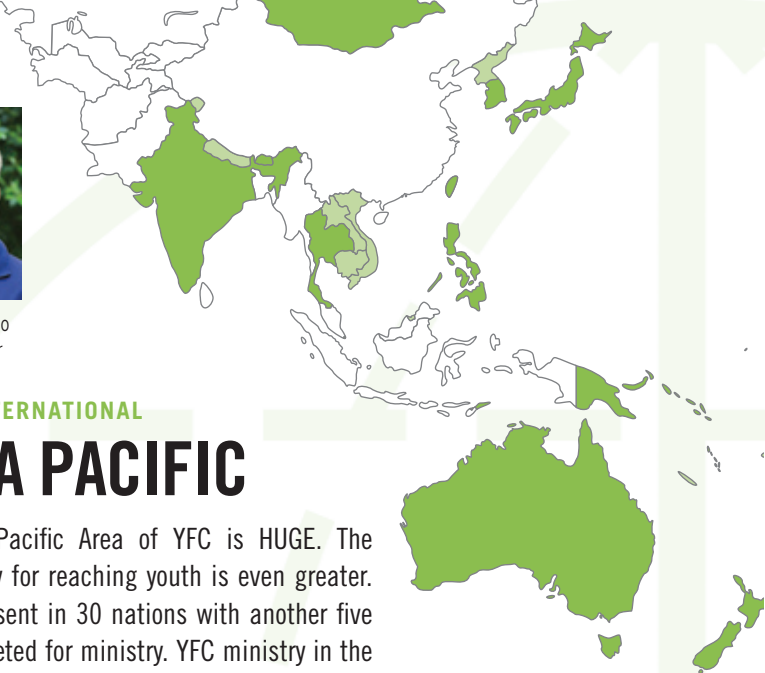 o
r
ERNATIONAL
A PACIFIC
Pacific Area of YFC is HUGE. The
for reaching youth is even greater.
sent in 30 nations with another five
eted for ministry. YFC ministry in the